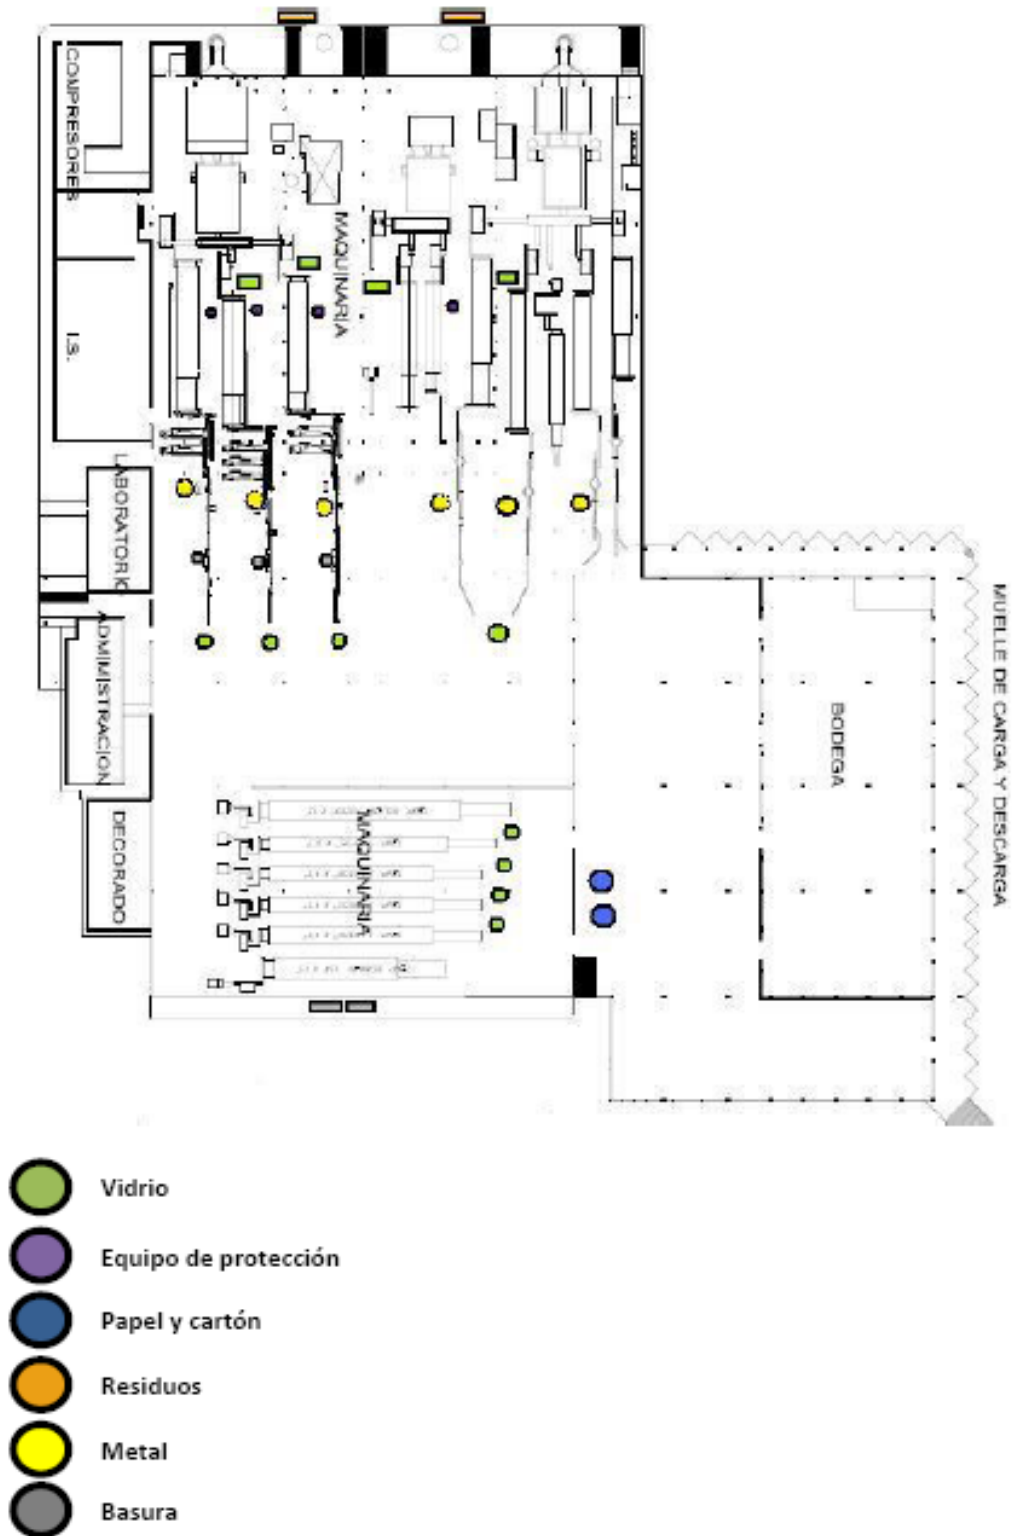 COMPRESORES
MAQUINARIA
I.S.
LABORATORIO
ADMIMISTRACION
MUELLE DE CARGA Y DESCARGA
BODEGA
DECORADO
MAQUINARIA
Vidrio
Equipo de protección
Papel y cartón
Residuos
Metal
Basura